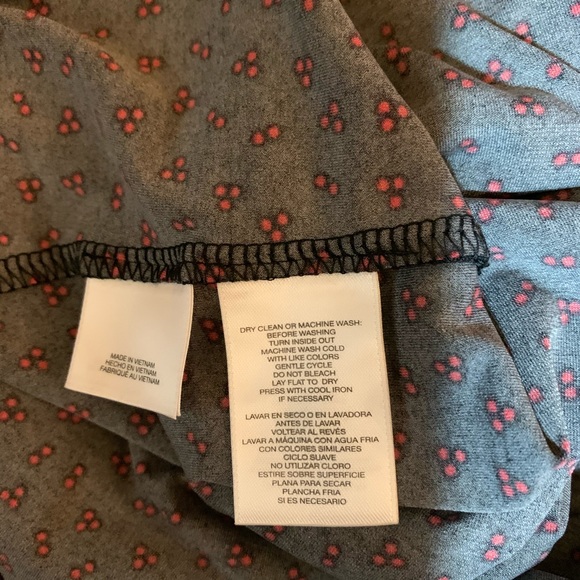 MADE IN VIETNAM
HECHO EN VIETNAM
FABRIQUÉ AU VIETNAM
DRY CLEAN OR MACHINE WASH:
BEFORE WASHING
TURN INSIDE OUT
MACHINE WASH COLD
WITH LIKE COLORS
GENTLE CYCLE
DO NOT BLEACH
LAY FLAT TO DRY
PRESS WITH COOL IRON
IF NECESSARY
LAVAR EN SECO O EN LAVADORA
ANTES DE LAVAR
VOLTEAR AL REVÉS
LAVAR A MÁQUINA CON AGUA FRIA
CON COLORES SIMILARES
CICLO SUAVE
NO UTILIZAR CLORO
ESTIRE SOBRE SUPERFICIE
PLANA PARA SECAR
PLANCHA FRIA
SI ES NECESARIO